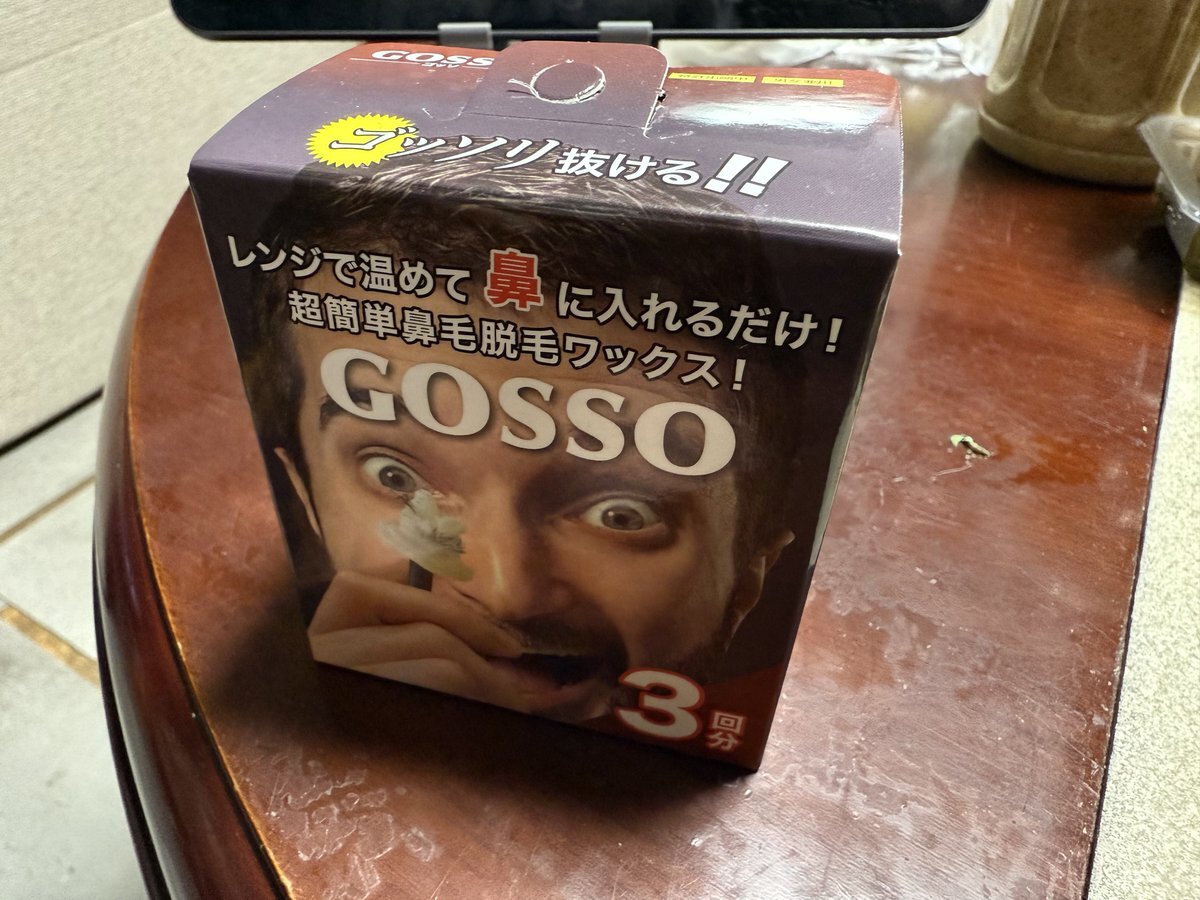 GOSS
ゴッソリ抜ける!!
レンジで温めて鼻に入れるだけ！
超簡単鼻毛脱毛ワックス！
GOSSO
3回分